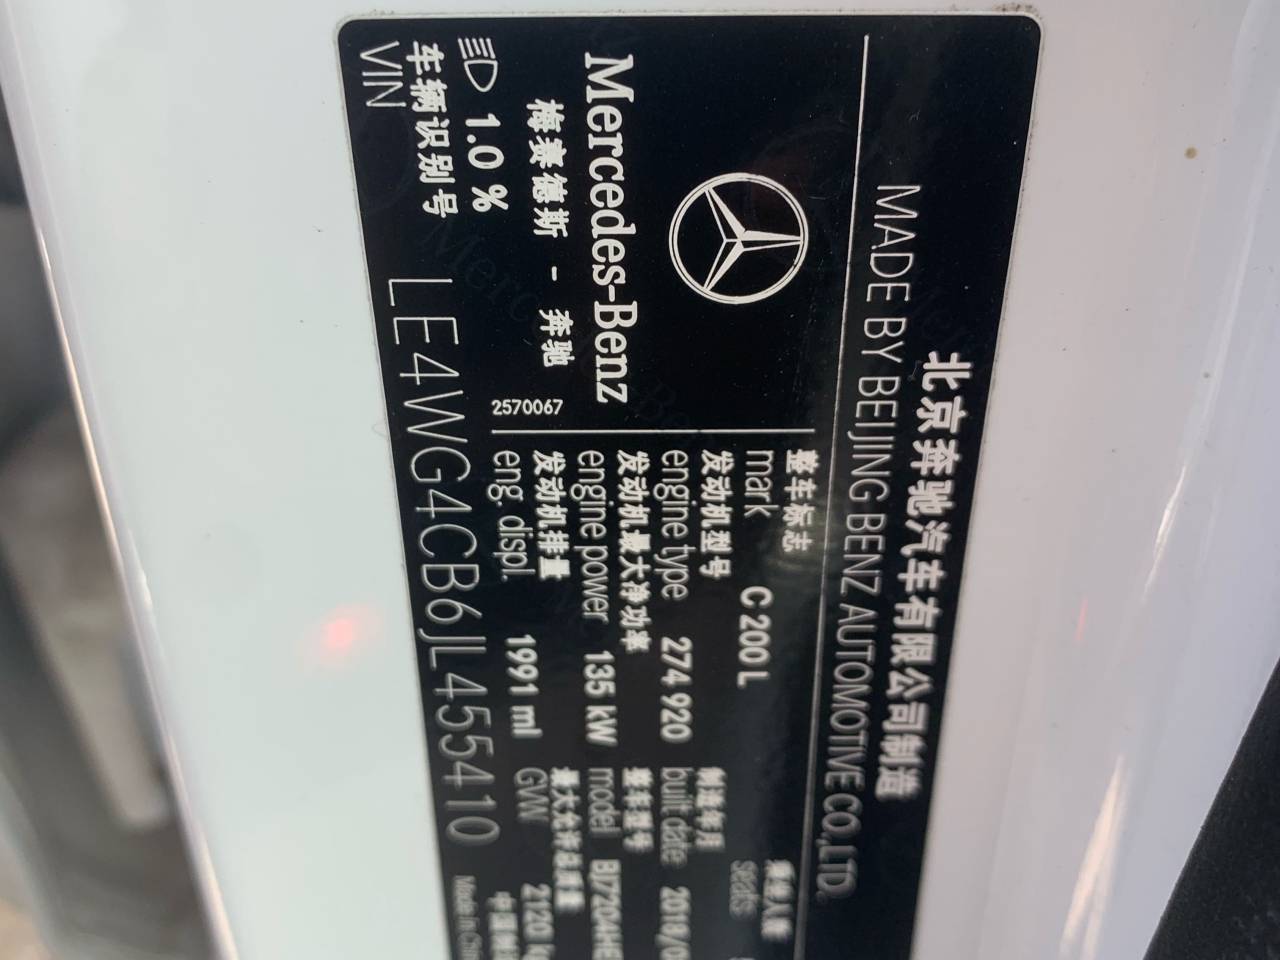 北京奔驰汽车有限公司制造
MADE BY BEIJING BENZ AUTOMOTIVE CO.,LTD.
Mercedes-Benz
梅赛德斯 - 奔驰
2570067
1.0 %
整车标志
mark C 200 L
乘坐人数
seats
发动机型号
engine type 274 920
制造年月
built date 2018/0
发动机最大净功率
engine power 135 kW
整车型号
model BJ7204HE
发动机排量
eng. displ. 1991 ml
最大允许总质量
GVW 2120
车辆识别号
VIN LE4WG4CB6JL455410
中国制
Made in Chin